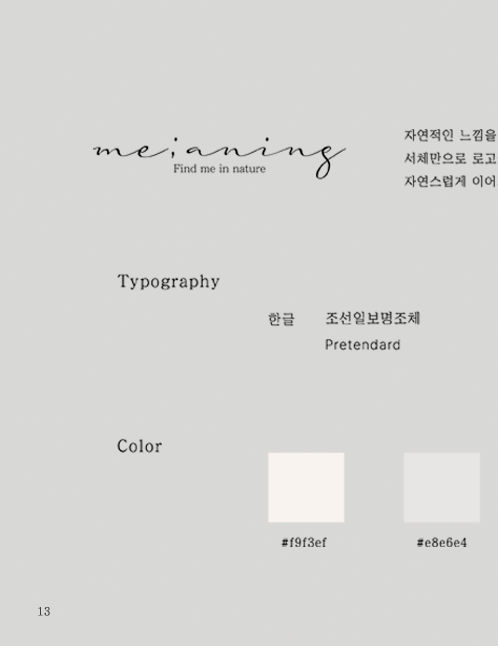 me;aning
Find me in nature
자연적인 느낌을
서체만으로 로고
자연스럽게 이어
Typography
한글 조선일보명조체
Pretendard
Color
#f9f3ef #e8e6e4
13